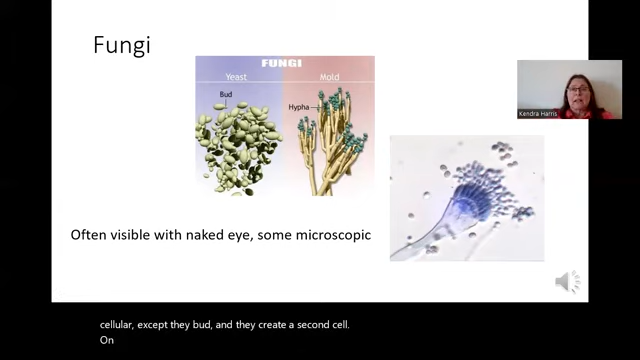 Fungi
FUNGI
Yeast
Mold
Bud
Hypha
Kendra Harris
Often visible with naked eye, some microscopic
cellular, except they bud, and they create a second cell.
On